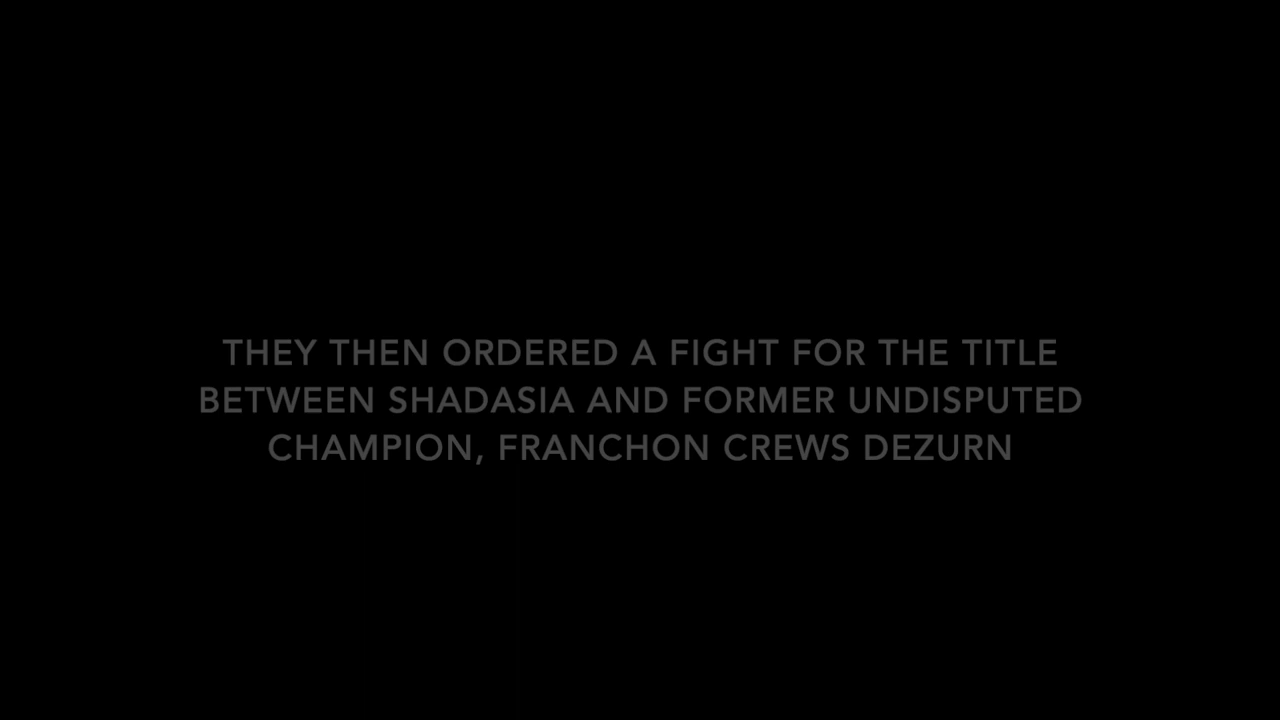 THEY THEN ORDERED A FIGHT FOR THE TITLE
BETWEEN SHADASIA AND FORMER UNDISPUTED
CHAMPION, FRANCHON CREWS DEZURN